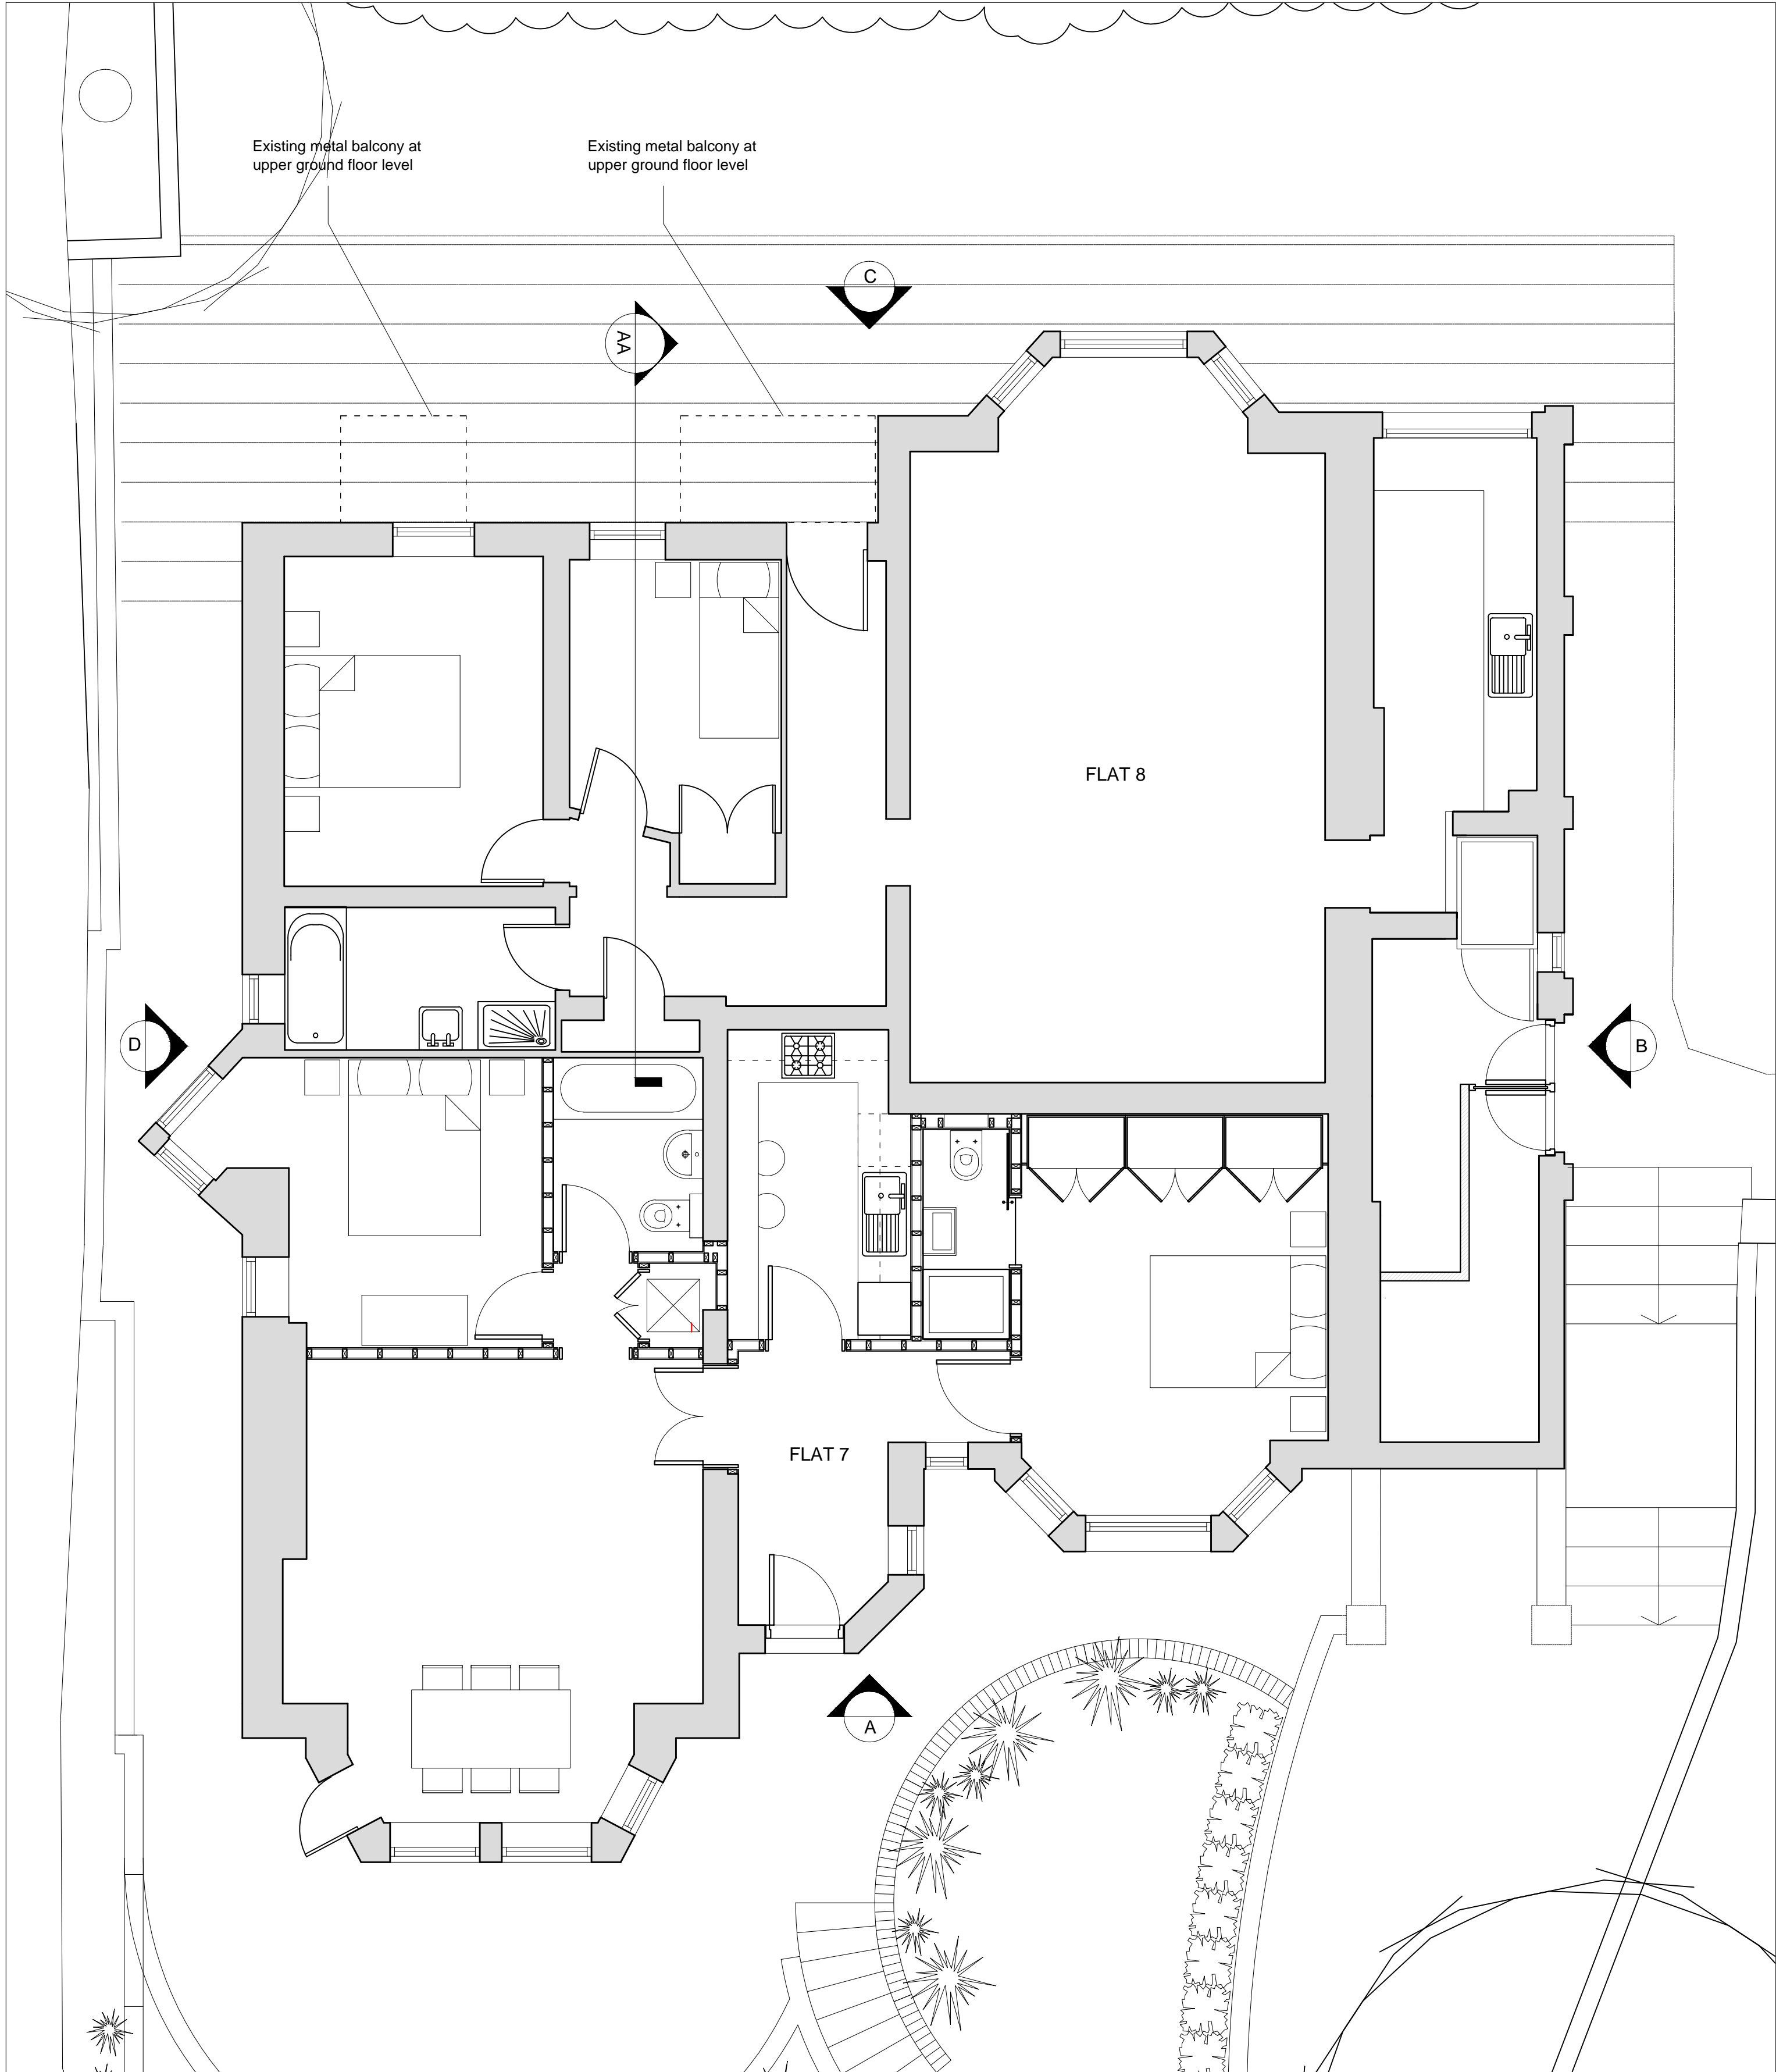 Existing metal balcony at
upper ground floor level
Existing metal balcony at
upper ground floor level
C
AA
FLAT 8
D
B
FLAT 7
A